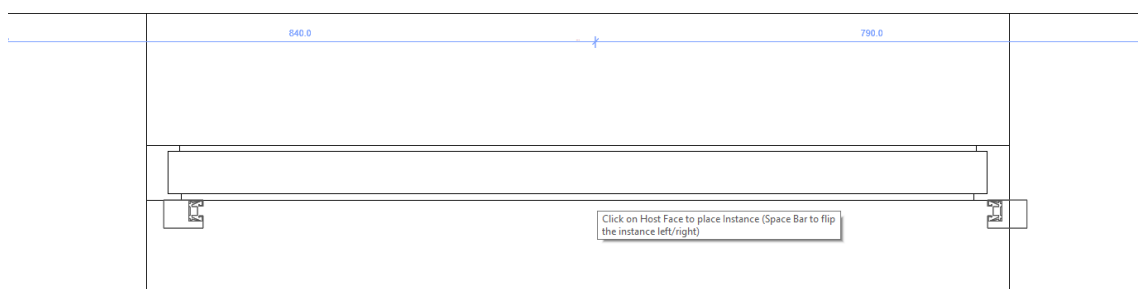 840.0
790.0
Click on Host Face to place Instance (Space Bar to flip
the instance left/right)